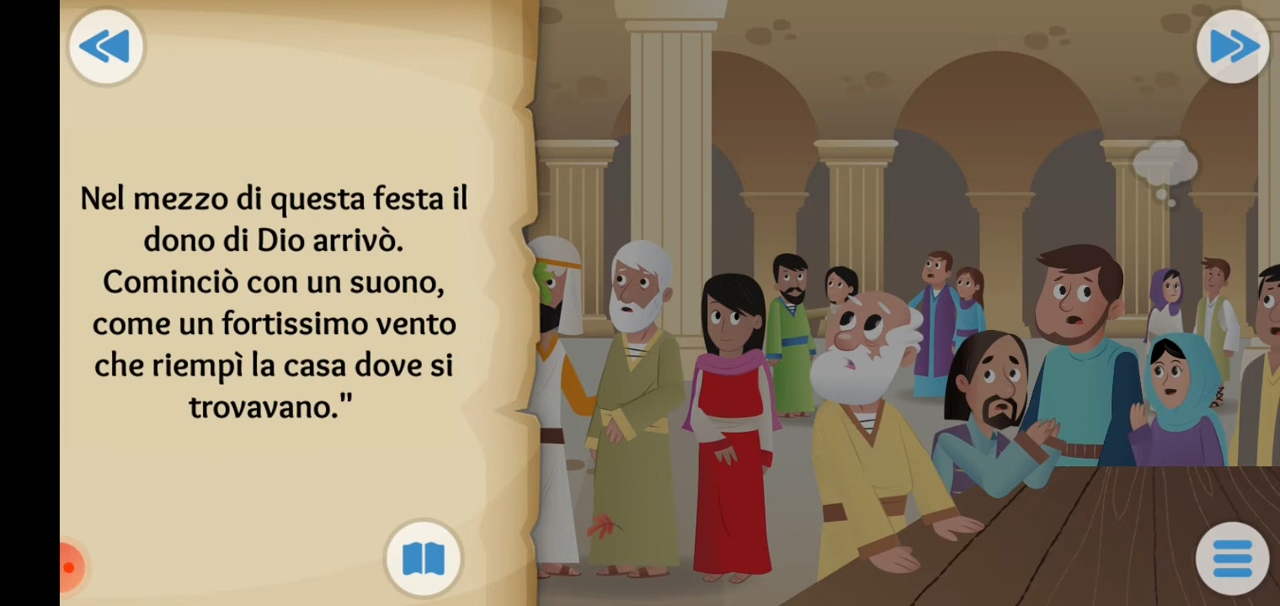 Nel mezzo di questa festa il
dono di Dio arrivò.
Cominciò con un suono,
come un fortissimo vento
che riempì la casa dove si
trovavano."